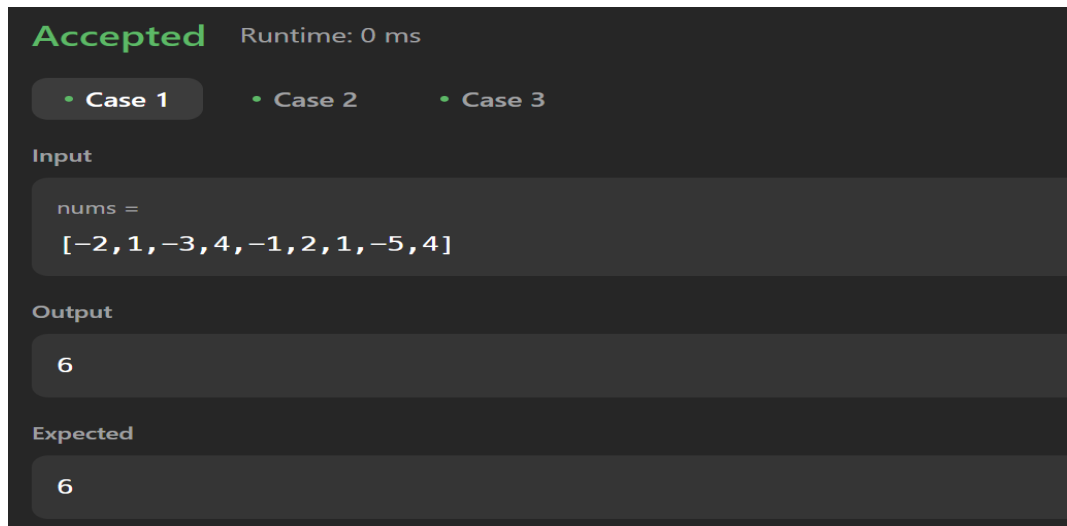 Accepted Runtime: 0 ms
• Case 1 • Case 2 • Case 3
Input
nums =
[−2,1,−3,4,−1,2,1,−5,4]
Output
6
Expected
6